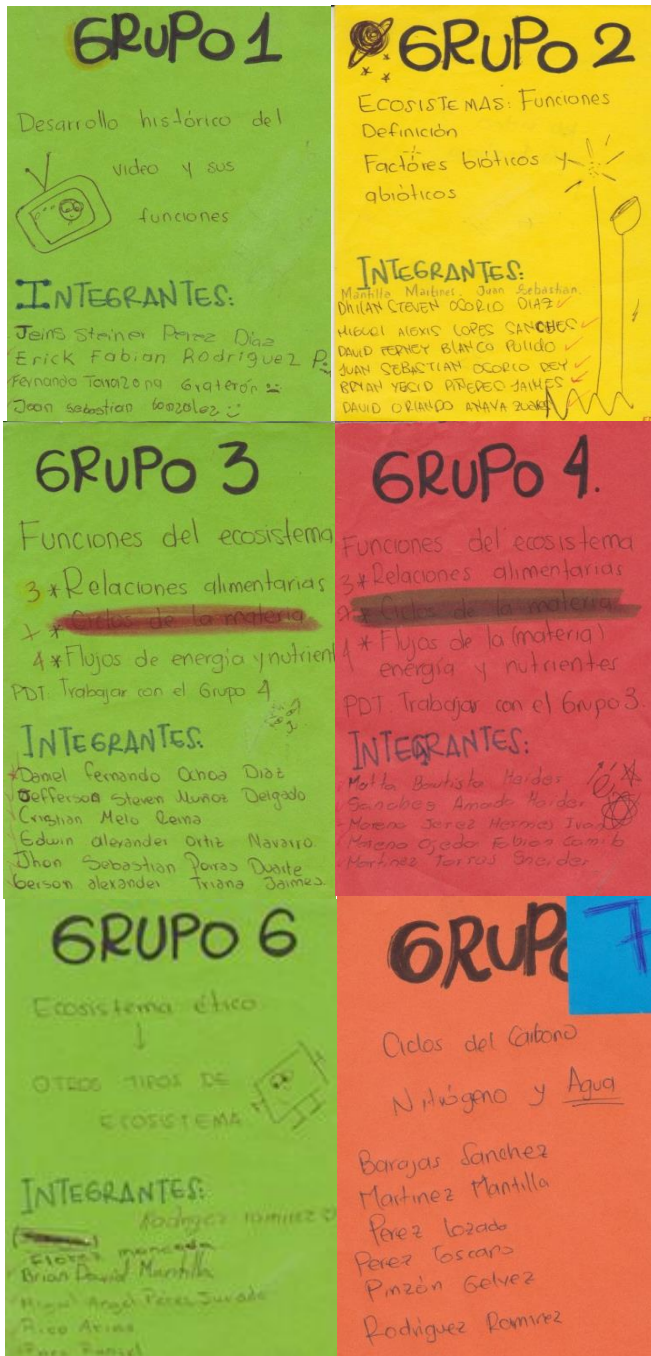 GRUPO 1
Desarrollo histórico del
video y sus
funciones
INTEGRANTES:
Jeins Steiner Perez Diaz
Erick Fabian Rodriguez P.
Fernando Tarazona Graterón
Joan sebastian Gonzalez
GRUPO 2
ECOSISTEMAS: Funciones
Definición
Factores bióticos y
abióticos
INTEGRANTES:
Mantilla Martinez Juan Sebastian.
DHILAN STEVEN OCORIO DIAZ
MIGUEL ALEXIS LOPES SANCHES
DAVID FERNEY BLANCO PULIDO
JUAN SEBASTIAN OCORIO REY
BRYAN YECID PIÑEREO JAIMES
DAVID ORLANDO ANAYA
GRUPO 3
Funciones del ecosistema
3 * Relaciones alimentarias
* Ciclos de la materia
4 * Flujos de energía y nutrient
PDT. Trabajar con el Grupo 4
INTEGRANTES:
Daniel fernando Ochoa Diaz
Jefferson Steven Muñoz Delgado
Cristian Melo Reina
Edwin alexander Ortiz Navarro.
Jhon Sebastian Porras Duarte
Gerson alexander Triana Jaimes.
GRUPO 4.
Funciones del ecosistema
3 * Relaciones alimentarias
* Ciclos de la materia
1 * Flujos de la (materia)
energía y nutrientes
PDT. Trabajar con el Grupo 3.
INTEGRANTES:
Motta Bautista Haider
Sanchez Amado Haider
Moreno Jerez Hermes Ivan
Moreno Ojeda Fabian Camilo
Martinez Torres Sneider
GRUPO 6
Ecosistema ético
OTROS TIPOS DE
ECOSISTEMA
INTEGRANTES:
Rodriguez ramirez
Florez moncada
Brian David Mantilla
Miguel Angel Perez Jurado
Rico Arias
GRUPO 7
Ciclos del Carbono
Nitrógeno y Agua
Barajas Sanchez
Martinez Mantilla
Perez Lozada
Perez Toscano
Pinzón Gelvez
Rodriguez Ramirez